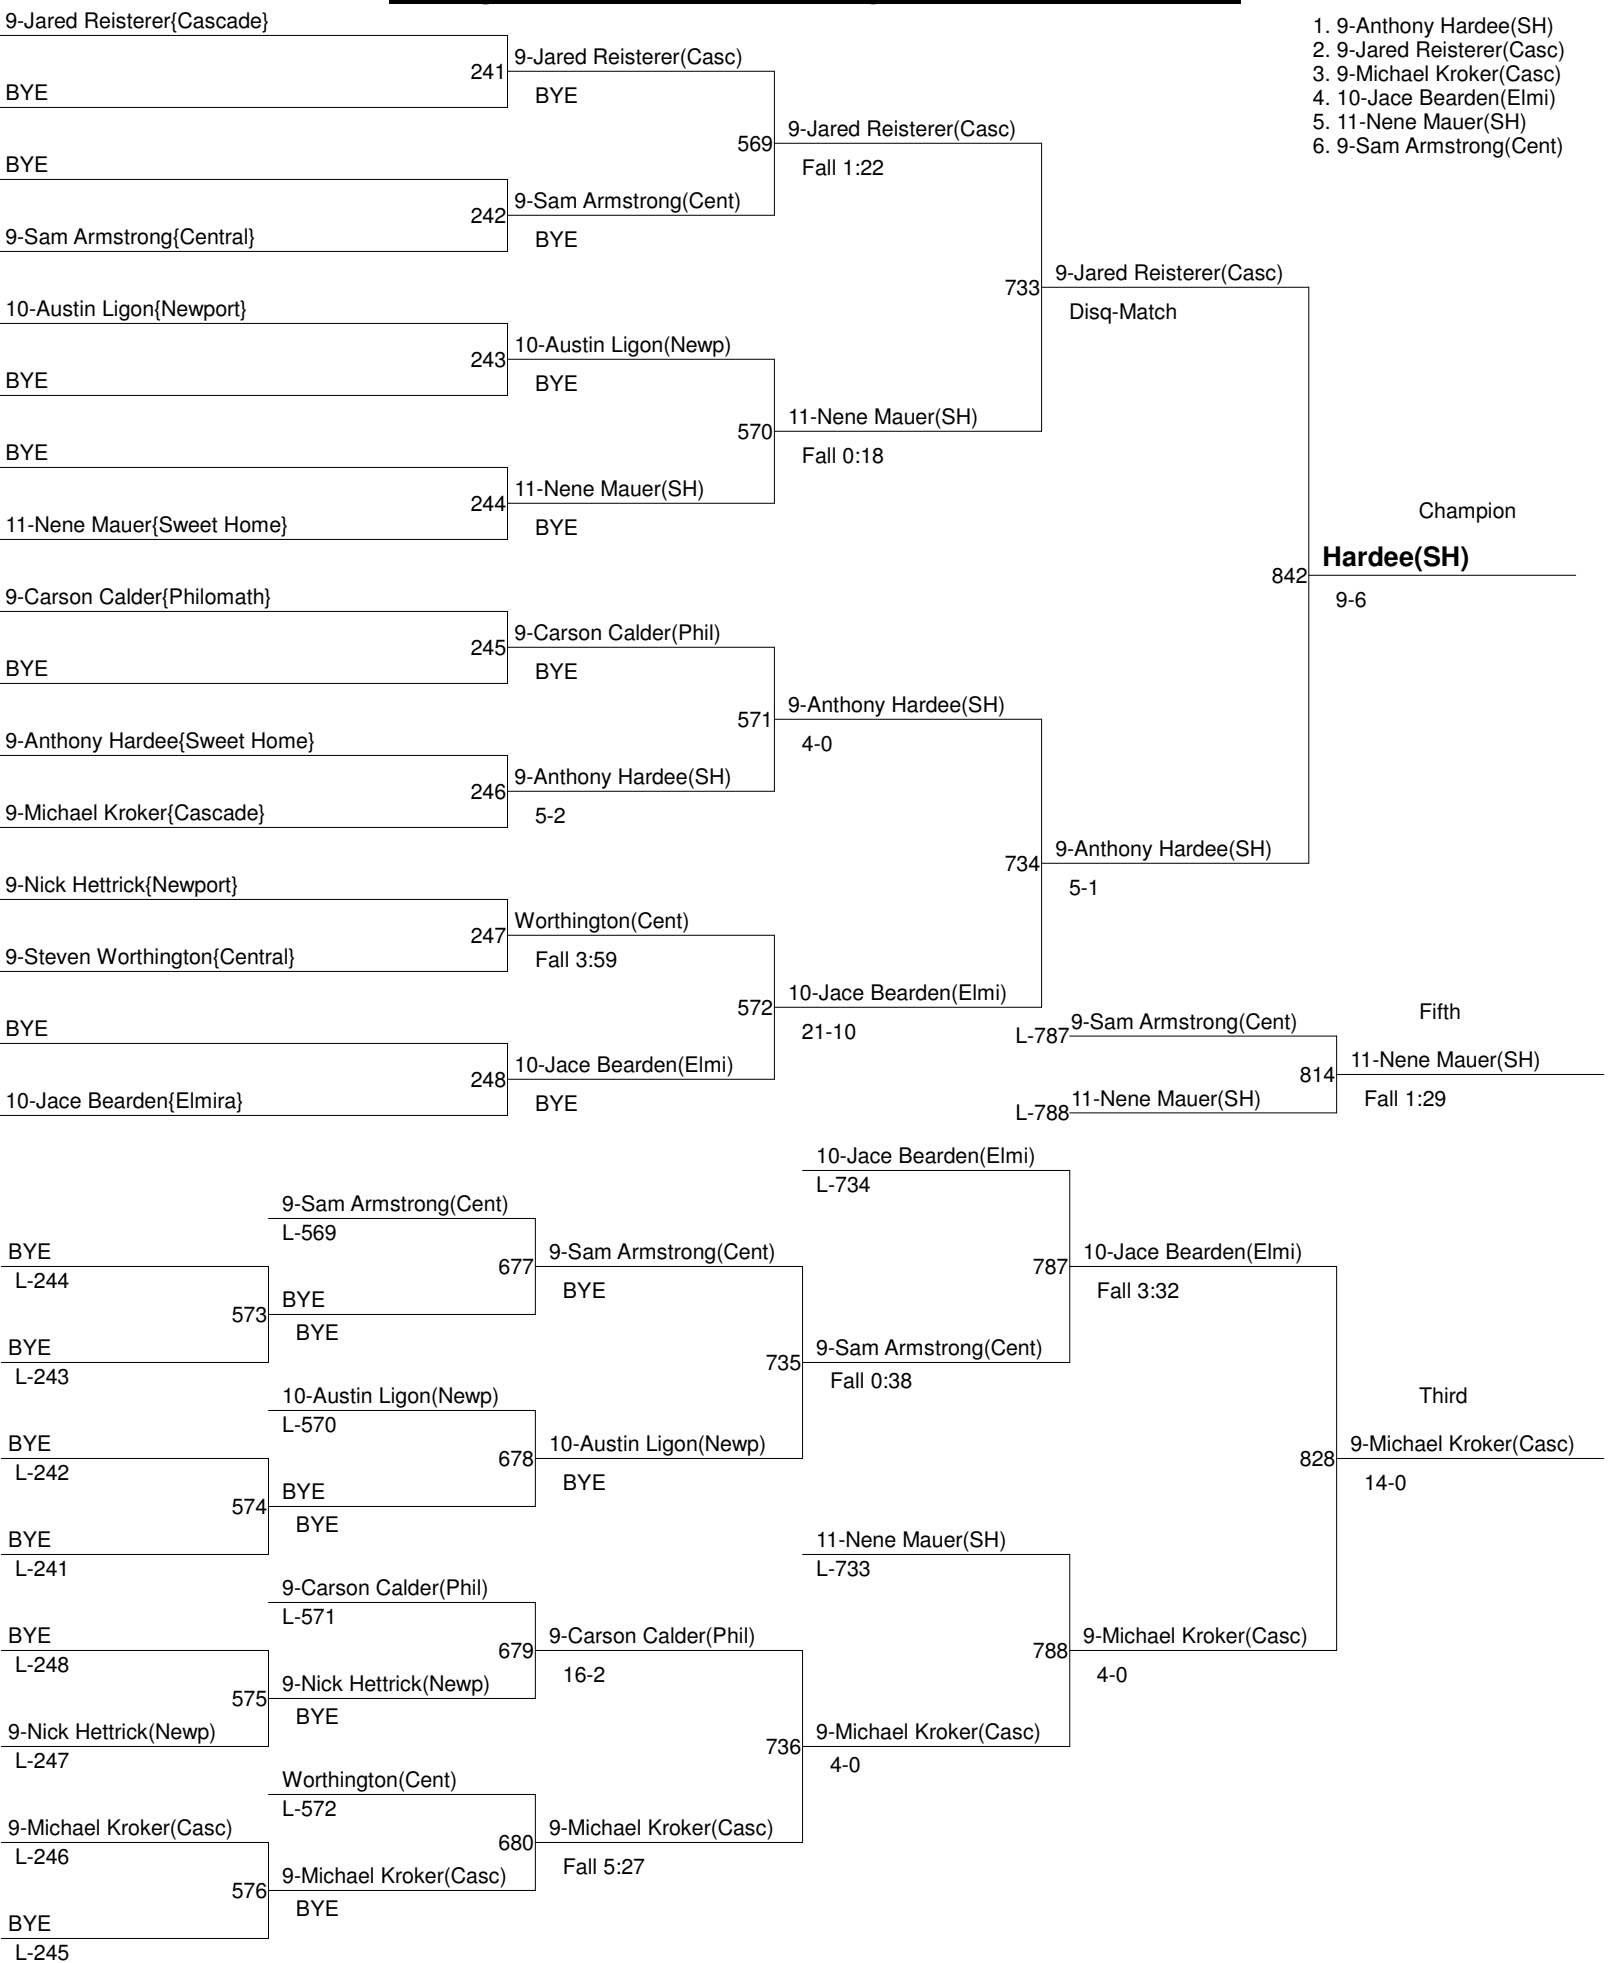 9-Jared Reisterer{Cascade}
BYE
BYE
9-Sam Armstrong{Central}
10-Austin Ligon{Newport}
BYE
BYE
11-Nene Mauer{Sweet Home}
9-Carson Calder{Philomath}
BYE
9-Anthony Hardee{Sweet Home}
9-Michael Kroker{Cascade}
9-Nick Hettrick{Newport}
9-Steven Worthington{Central}
BYE
10-Jace Bearden{Elmira}
241
9-Jared Reisterer(Casc)
BYE
242
9-Sam Armstrong(Cent)
BYE
243
10-Austin Ligon(Newp)
BYE
244
11-Nene Mauer(SH)
BYE
245
9-Carson Calder(Phil)
BYE
246
9-Anthony Hardee(SH)
5-2
247
Worthington(Cent)
Fall 3:59
248
10-Jace Bearden(Elmi)
BYE
569
9-Jared Reisterer(Casc)
Fall 1:22
570
11-Nene Mauer(SH)
Fall 0:18
571
9-Anthony Hardee(SH)
4-0
572
10-Jace Bearden(Elmi)
21-10
733
9-Jared Reisterer(Casc)
Disq-Match
734
9-Anthony Hardee(SH)
5-1
Champion
842
Hardee(SH)
9-6
1. 9-Anthony Hardee(SH)
2. 9-Jared Reisterer(Casc)
3. 9-Michael Kroker(Casc)
4. 10-Jace Bearden(Elmi)
5. 11-Nene Mauer(SH)
6. 9-Sam Armstrong(Cent)
L-787
9-Sam Armstrong(Cent)
L-788
11-Nene Mauer(SH)
Fifth
814
11-Nene Mauer(SH)
Fall 1:29
BYE
L-244
BYE
L-243
BYE
L-242
BYE
L-241
BYE
L-248
9-Nick Hettrick(Newp)
L-247
9-Michael Kroker(Casc)
L-246
BYE
L-245
9-Sam Armstrong(Cent)
L-569
573
BYE
BYE
10-Austin Ligon(Newp)
L-570
574
BYE
BYE
9-Carson Calder(Phil)
L-571
575
9-Nick Hettrick(Newp)
BYE
Worthington(Cent)
L-572
576
9-Michael Kroker(Casc)
BYE
677
9-Sam Armstrong(Cent)
BYE
678
10-Austin Ligon(Newp)
BYE
679
9-Carson Calder(Phil)
16-2
680
9-Michael Kroker(Casc)
Fall 5:27
10-Jace Bearden(Elmi)
L-734
735
9-Sam Armstrong(Cent)
Fall 0:38
11-Nene Mauer(SH)
L-733
736
9-Michael Kroker(Casc)
4-0
787
10-Jace Bearden(Elmi)
Fall 3:32
788
9-Michael Kroker(Casc)
4-0
Third
828
9-Michael Kroker(Casc)
14-0